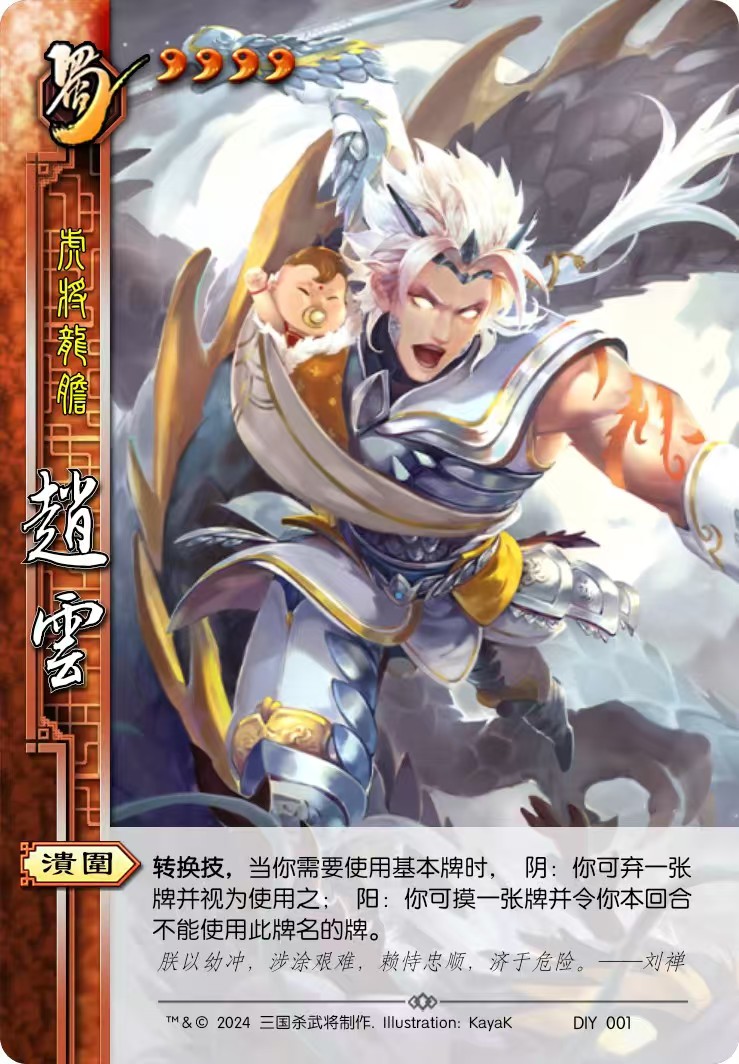 蜀
虎将龍膽
趙雲
潰圍
转换技，当你需要使用基本牌时， 阴：你可弃一张
牌并视为使用之； 阳：你可摸一张牌并令你本回合
不能使用此牌名的牌。
朕以幼冲，涉涂艰难，赖恃忠顺，济于危险。——刘禅
™&© 2024 三国杀武将制作. Illustration: KayaK DIY 001